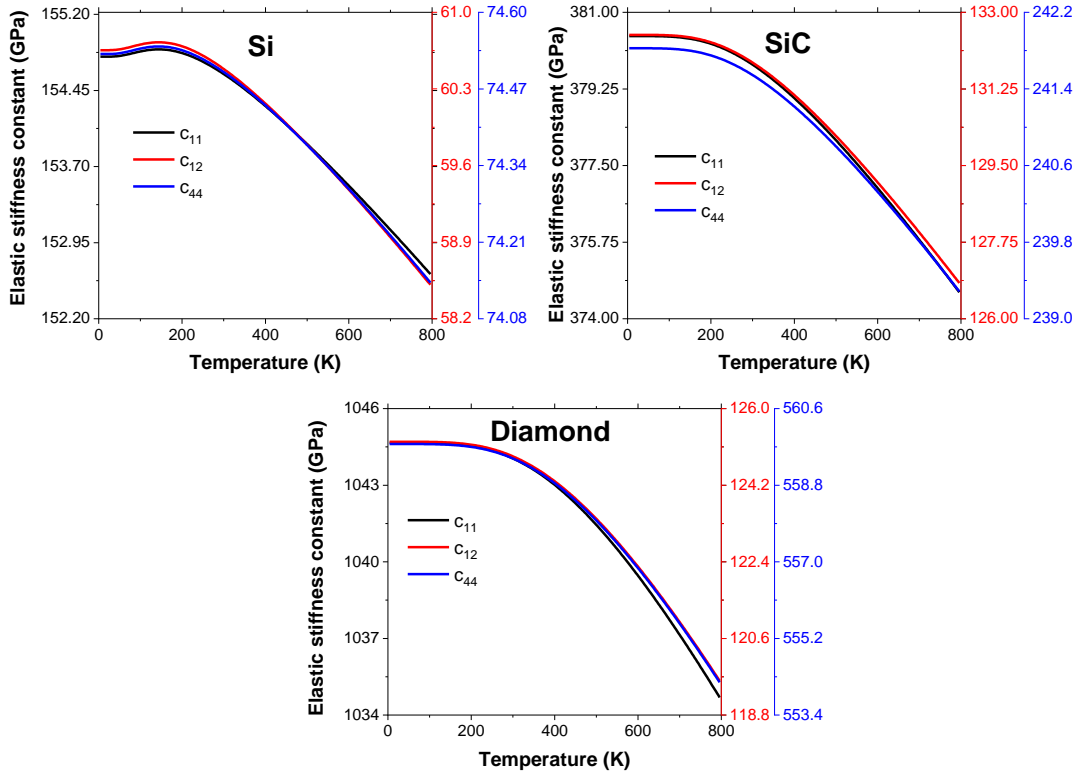 Si
Elastic stiffness constant (GPa)
155.20
154.45
153.70
152.95
152.20
c11
c12
c44
0 200 400 600 800
Temperature (K)
61.0
60.3
59.6
58.9
58.2
74.60
74.47
74.34
74.21
74.08
SiC
Elastic stiffness constant (GPa)
381.00
379.25
377.50
375.75
374.00
c11
c12
c44
0 200 400 600 800
Temperature (K)
133.00
131.25
129.50
127.75
126.00
242.2
241.4
240.6
239.8
239.0
Diamond
Elastic stiffness constant (GPa)
1046
1043
1040
1037
1034
c11
c12
c44
0 200 400 600 800
Temperature (K)
126.0
124.2
122.4
120.6
118.8
560.6
558.8
557.0
555.2
553.4